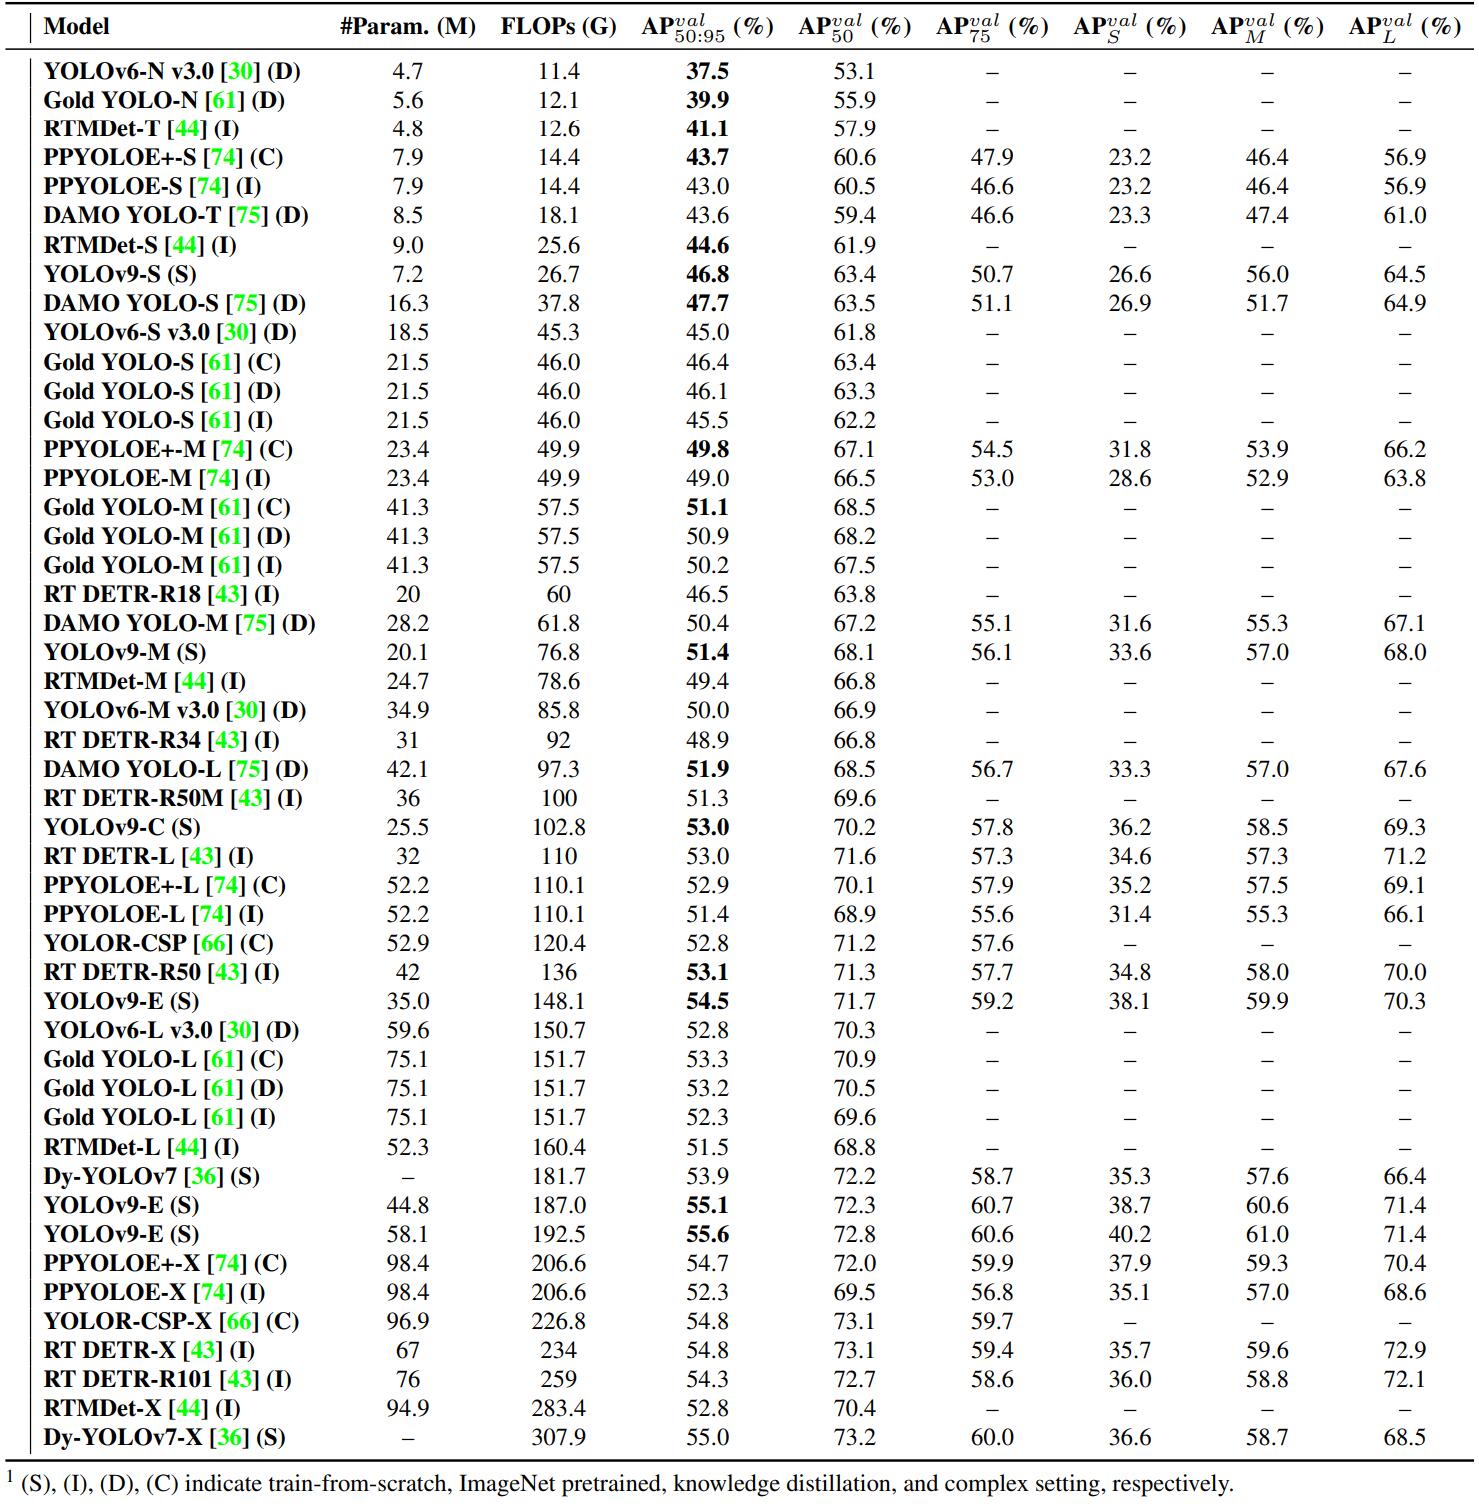 Model #Param. (M) FLOPs (G) AP^{val}_{50:95} (%) AP^{val}_{50} (%) AP^{val}_{75} (%) AP^{val}_{S} (%) AP^{val}_{M} (%) AP^{val}_{L} (%)
YOLOv6-N v3.0 [30] (D) 4.7 11.4 37.5 53.1 – – – –
Gold YOLO-N [61] (D) 5.6 12.1 39.9 55.9 – – – –
RTMDet-T [44] (I) 4.8 12.6 41.1 57.9 – – – –
PPYOLOE+-S [74] (C) 7.9 14.4 43.7 60.6 47.9 23.2 46.4 56.9
PPYOLOE-S [74] (I) 7.9 14.4 43.0 60.5 46.6 23.2 46.4 56.9
DAMO YOLO-T [75] (D) 8.5 18.1 43.6 59.4 46.6 23.3 47.4 61.0
RTMDet-S [44] (I) 9.0 25.6 44.6 61.9 – – – –
YOLOv9-S (S) 7.2 26.7 46.8 63.4 50.7 26.6 56.0 64.5
DAMO YOLO-S [75] (D) 16.3 37.8 47.7 63.5 51.1 26.9 51.7 64.9
YOLOv6-S v3.0 [30] (D) 18.5 45.3 45.0 61.8 – – – –
Gold YOLO-S [61] (C) 21.5 46.0 46.4 63.4 – – – –
Gold YOLO-S [61] (D) 21.5 46.0 46.1 63.3 – – – –
Gold YOLO-S [61] (I) 21.5 46.0 45.5 62.2 – – – –
PPYOLOE+-M [74] (C) 23.4 49.9 49.8 67.1 54.5 31.8 53.9 66.2
PPYOLOE-M [74] (I) 23.4 49.9 49.0 66.5 53.0 28.6 52.9 63.8
Gold YOLO-M [61] (C) 41.3 57.5 51.1 68.5 – – – –
Gold YOLO-M [61] (D) 41.3 57.5 50.9 68.2 – – – –
Gold YOLO-M [61] (I) 41.3 57.5 50.2 67.5 – – – –
RT DETR-R18 [43] (I) 20 60 46.5 63.8 – – – –
DAMO YOLO-M [75] (D) 28.2 61.8 50.4 67.2 55.1 31.6 55.3 67.1
YOLOv9-M (S) 20.1 76.8 51.4 68.1 56.1 33.6 57.0 68.0
RTMDet-M [44] (I) 24.7 78.6 49.4 66.8 – – – –
YOLOv6-M v3.0 [30] (D) 34.9 85.8 50.0 66.9 – – – –
RT DETR-R34 [43] (I) 31 92 48.9 66.8 – – – –
DAMO YOLO-L [75] (D) 42.1 97.3 51.9 68.5 56.7 33.3 57.0 67.6
RT DETR-R50M [43] (I) 36 100 51.3 69.6 – – – –
YOLOv9-C (S) 25.5 102.8 53.0 70.2 57.8 36.2 58.5 69.3
RT DETR-L [43] (I) 32 110 53.0 71.6 57.3 34.6 57.3 71.2
PPYOLOE+-L [74] (C) 52.2 110.1 52.9 70.1 57.9 35.2 57.5 69.1
PPYOLOE-L [74] (I) 52.2 110.1 51.4 68.9 55.6 31.4 55.3 66.1
YOLOR-CSP [66] (C) 52.9 120.4 52.8 71.2 57.6 – – –
RT DETR-R50 [43] (I) 42 136 53.1 71.3 57.7 34.8 58.0 70.0
YOLOv9-E (S) 35.0 148.1 54.5 71.7 59.2 38.1 59.9 70.3
YOLOv6-L v3.0 [30] (D) 59.6 150.7 52.8 70.3 – – – –
Gold YOLO-L [61] (C) 75.1 151.7 53.3 70.9 – – – –
Gold YOLO-L [61] (D) 75.1 151.7 53.2 70.5 – – – –
Gold YOLO-L [61] (I) 75.1 151.7 52.3 69.6 – – – –
RTMDet-L [44] (I) 52.3 160.4 51.5 68.8 – – – –
Dy-YOLOv7 [36] (S) – 181.7 53.9 72.2 58.7 35.3 57.6 66.4
YOLOv9-E (S) 44.8 187.0 55.1 72.3 60.7 38.7 60.6 71.4
YOLOv9-E (S) 58.1 192.5 55.6 72.8 60.6 40.2 61.0 71.4
PPYOLOE+-X [74] (C) 98.4 206.6 54.7 72.0 59.9 37.9 59.3 70.4
PPYOLOE-X [74] (I) 98.4 206.6 52.3 69.5 56.8 35.1 57.0 68.6
YOLOR-CSP-X [66] (C) 96.9 226.8 54.8 73.1 59.7 – – –
RT DETR-X [43] (I) 67 234 54.8 73.1 59.4 35.7 59.6 72.9
RT DETR-R101 [43] (I) 76 259 54.3 72.7 58.6 36.0 58.8 72.1
RTMDet-X [44] (I) 94.9 283.4 52.8 70.4 – – – –
Dy-YOLOv7-X [36] (S) – 307.9 55.0 73.2 60.0 36.6 58.7 68.5
1 (S), (I), (D), (C) indicate train-from-scratch, ImageNet pretrained, knowledge distillation, and complex setting, respectively.